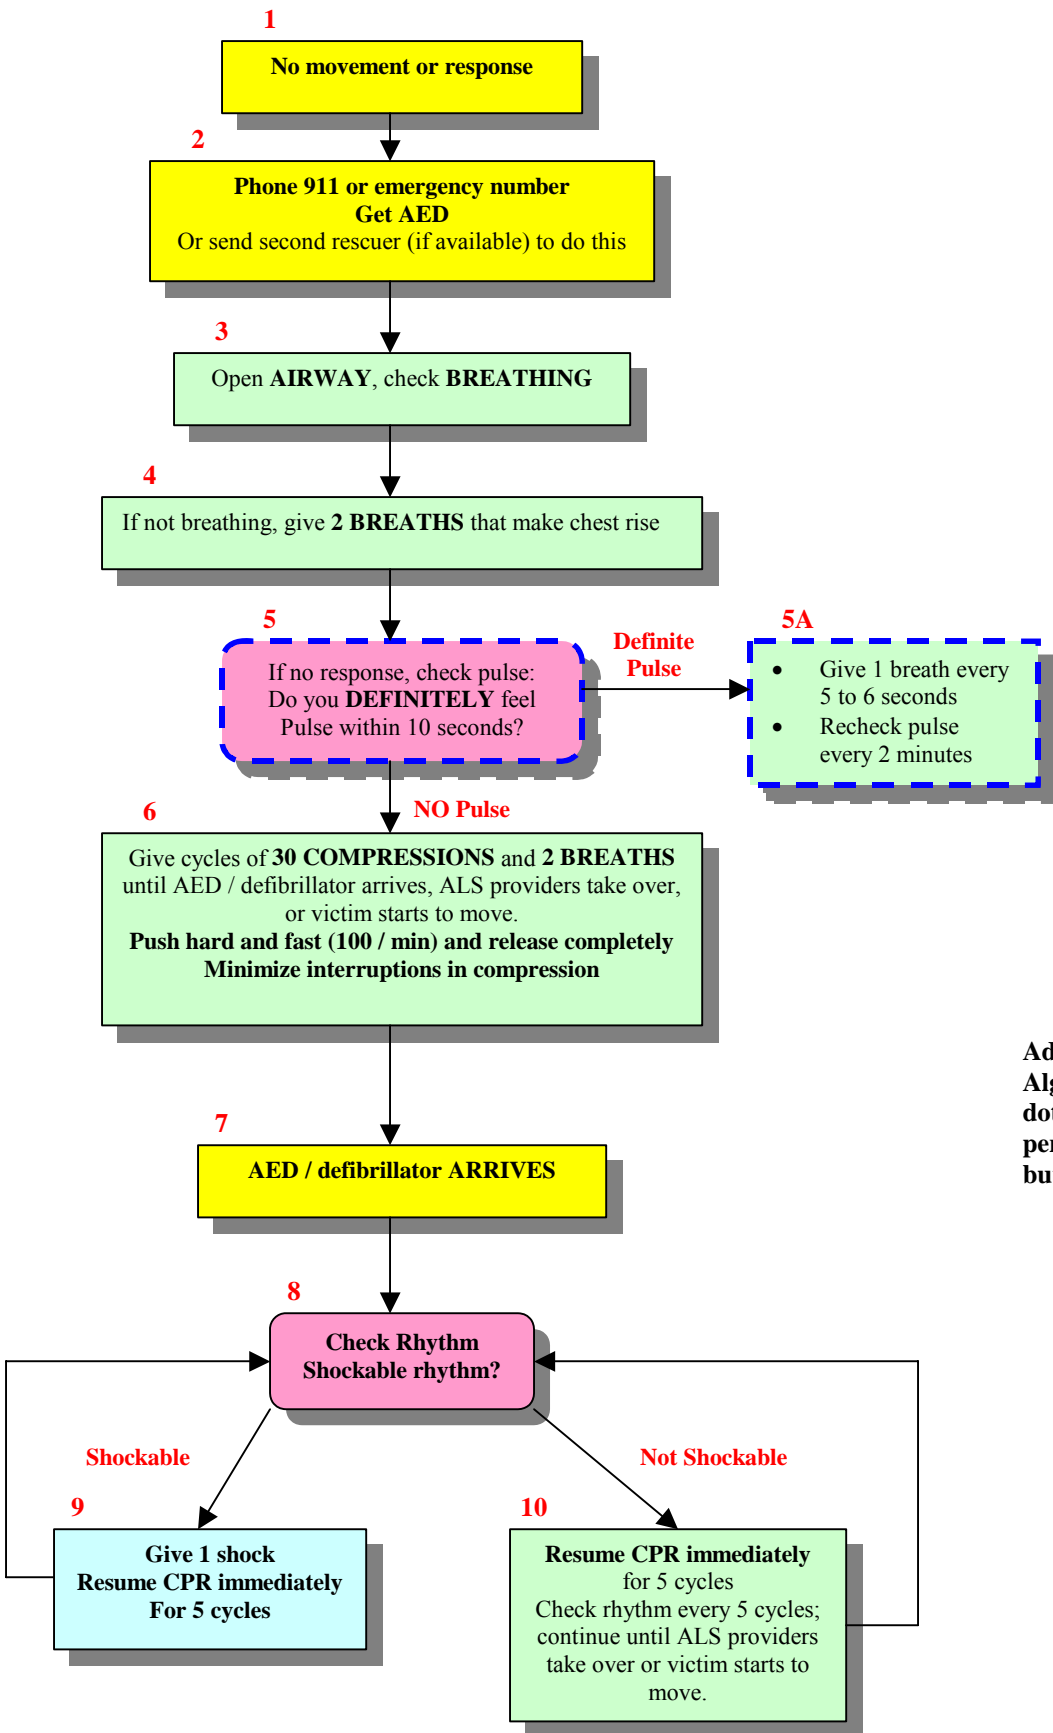 1
No movement or response
2
Phone 911 or emergency number
Get AED
Or send second rescuer (if available) to do this
3
Open AIRWAY, check BREATHING
4
If not breathing, give 2 BREATHS that make chest rise
5
If no response, check pulse:
Do you DEFINITELY feel
Pulse within 10 seconds?
Definite
Pulse
5A
• Give 1 breath every
5 to 6 seconds
• Recheck pulse
every 2 minutes
NO Pulse
6
Give cycles of 30 COMPRESSIONS and 2 BREATHS
until AED / defibrillator arrives, ALS providers take over,
or victim starts to move.
Push hard and fast (100 / min) and release completely
Minimize interruptions in compression
7
AED / defibrillator ARRIVES
8
Check Rhythm
Shockable rhythm?
Shockable
Not Shockable
9
Give 1 shock
Resume CPR immediately
For 5 cycles
10
Resume CPR immediately
for 5 cycles
Check rhythm every 5 cycles;
continue until ALS providers
take over or victim starts to
move.